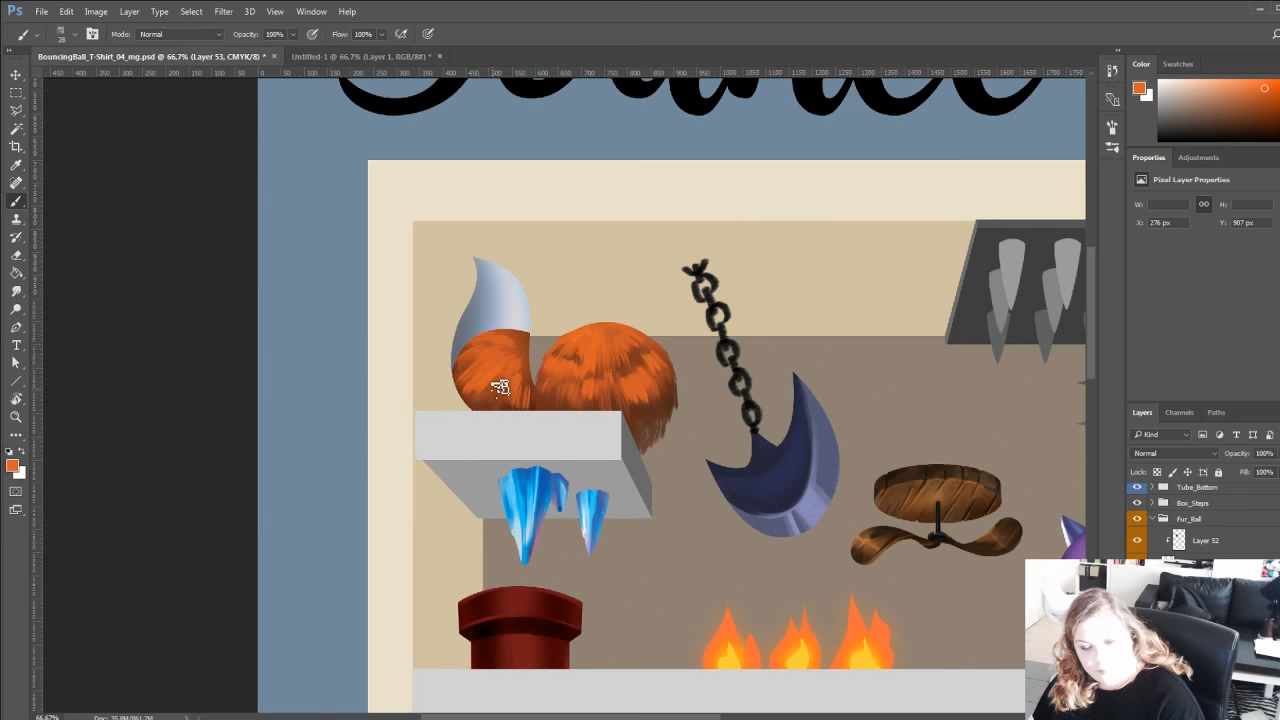 Ps File Edit Image Layer Type Select Filter 3D View Window Help
28 Mode: Normal Opacity: 100% Flow: 100%
BouncingBall_T-Shirt_04_mg.psd @ 66,7% (Layer 53, CMYK/8) * × Untitled-1 @ 66,7% (Layer 1, RGB/8#) * ×
Color Swatches
Properties Adjustments
Pixel Layer Properties
W: H:
X: 276 px Y: 907 px
Layers Channels Paths
Kind
Normal Opacity: 100%
Lock: Fill: 100%
Tube_Bottom
Box_Steps
Fur_Ball
Layer 52
66,67% Doc: 35,8M/861,2M